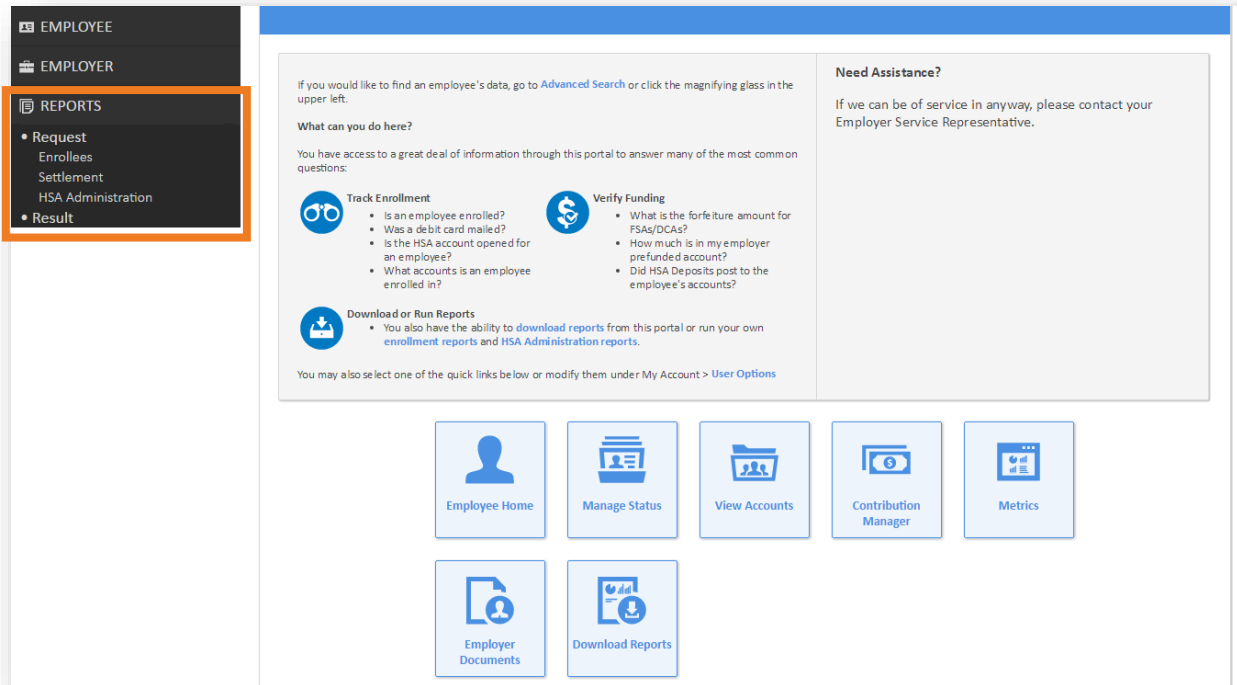 EMPLOYEE
EMPLOYER
REPORTS
• Request
Enrollees
Settlement
HSA Administration
• Result
If you would like to find an employee's data, go to Advanced Search or click the magnifying glass in the
upper left.
What can you do here?
You have access to a great deal of information through this portal to answer many of the most common
questions:
Track Enrollment
• Is an employee enrolled?
• Was a debit card mailed?
• Is the HSA account opened for
an employee?
• What accounts is an employee
enrolled in?
Verify Funding
• What is the forfeiture amount for
FSAs/DCAs?
• How much is in my employer
prefunded account?
• Did HSA Deposits post to the
employee's accounts?
Download or Run Reports
• You also have the ability to download reports from this portal or run your own
enrollment reports and HSA Administration reports.
You may also select one of the quick links below or modify them under My Account > User Options
Need Assistance?
If we can be of service in anyway, please contact your
Employer Service Representative.
Employee Home
Manage Status
View Accounts
Contribution
Manager
Metrics
Employer
Documents
Download Reports